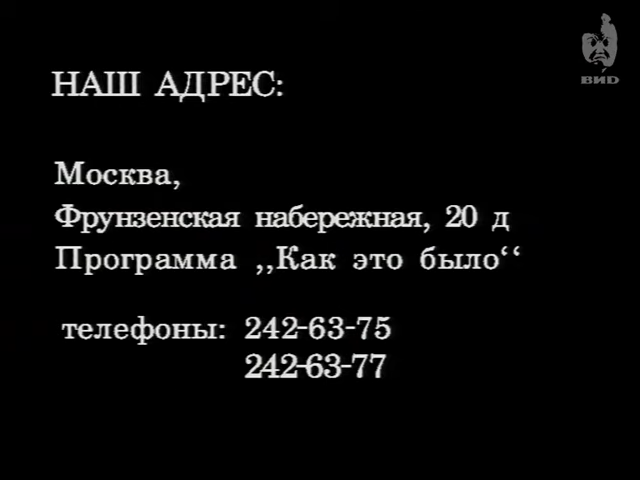 ВИD
НАШ АДРЕС:
Москва,
Фрунзенская набережная, 20 д
Программа ,,Как это было“
телефоны: 242-63-75
242-63-77